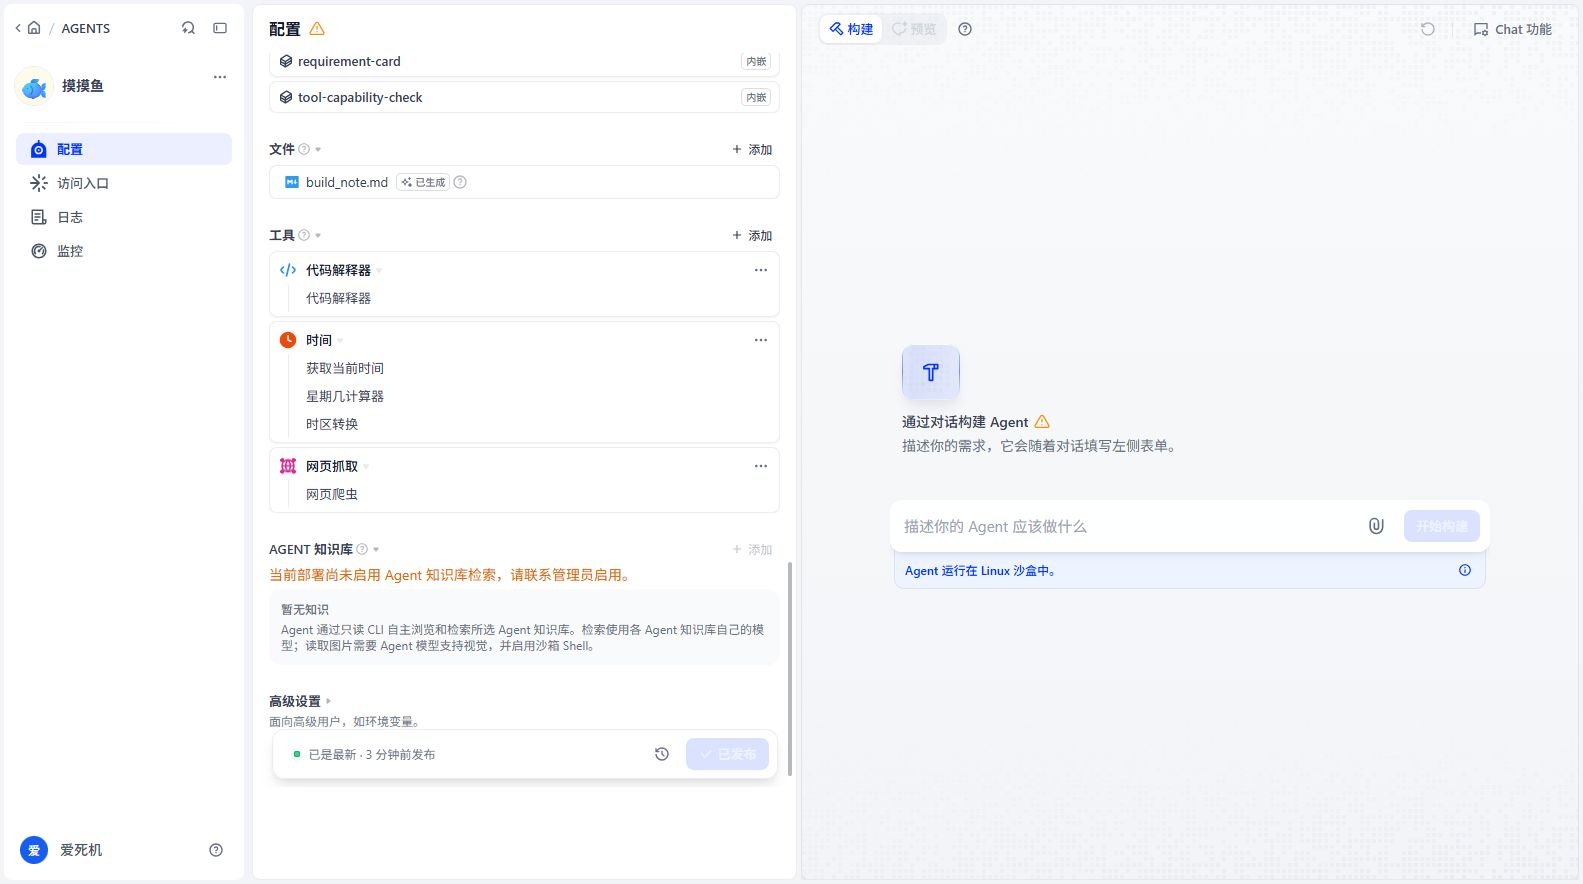 AGENTS
摸摸鱼
配置
访问入口
日志
监控
爱
爱死机
配置
requirement-card
内嵌
tool-capability-check
内嵌
文件
添加
build_note.md
已生成
工具
添加
代码解释器
代码解释器
时间
获取当前时间
星期几计算器
时区转换
网页抓取
网页爬虫
AGENT 知识库
添加
当前部署尚未启用 Agent 知识库检索，请联系管理员启用。
暂无知识
Agent 通过只读 CLI 自主浏览和检索所选 Agent 知识库。检索使用各 Agent 知识库自己的模
型；读取图片需要 Agent 模型支持视觉，并启用沙箱 Shell。
高级设置
面向高级用户，如环境变量。
已是最新 · 3 分钟前发布
已发布
构建
预览
Chat 功能
通过对话构建 Agent
描述你的需求，它会随着对话填写左侧表单。
描述你的 Agent 应该做什么
开始构建
Agent 运行在 Linux 沙盒中。